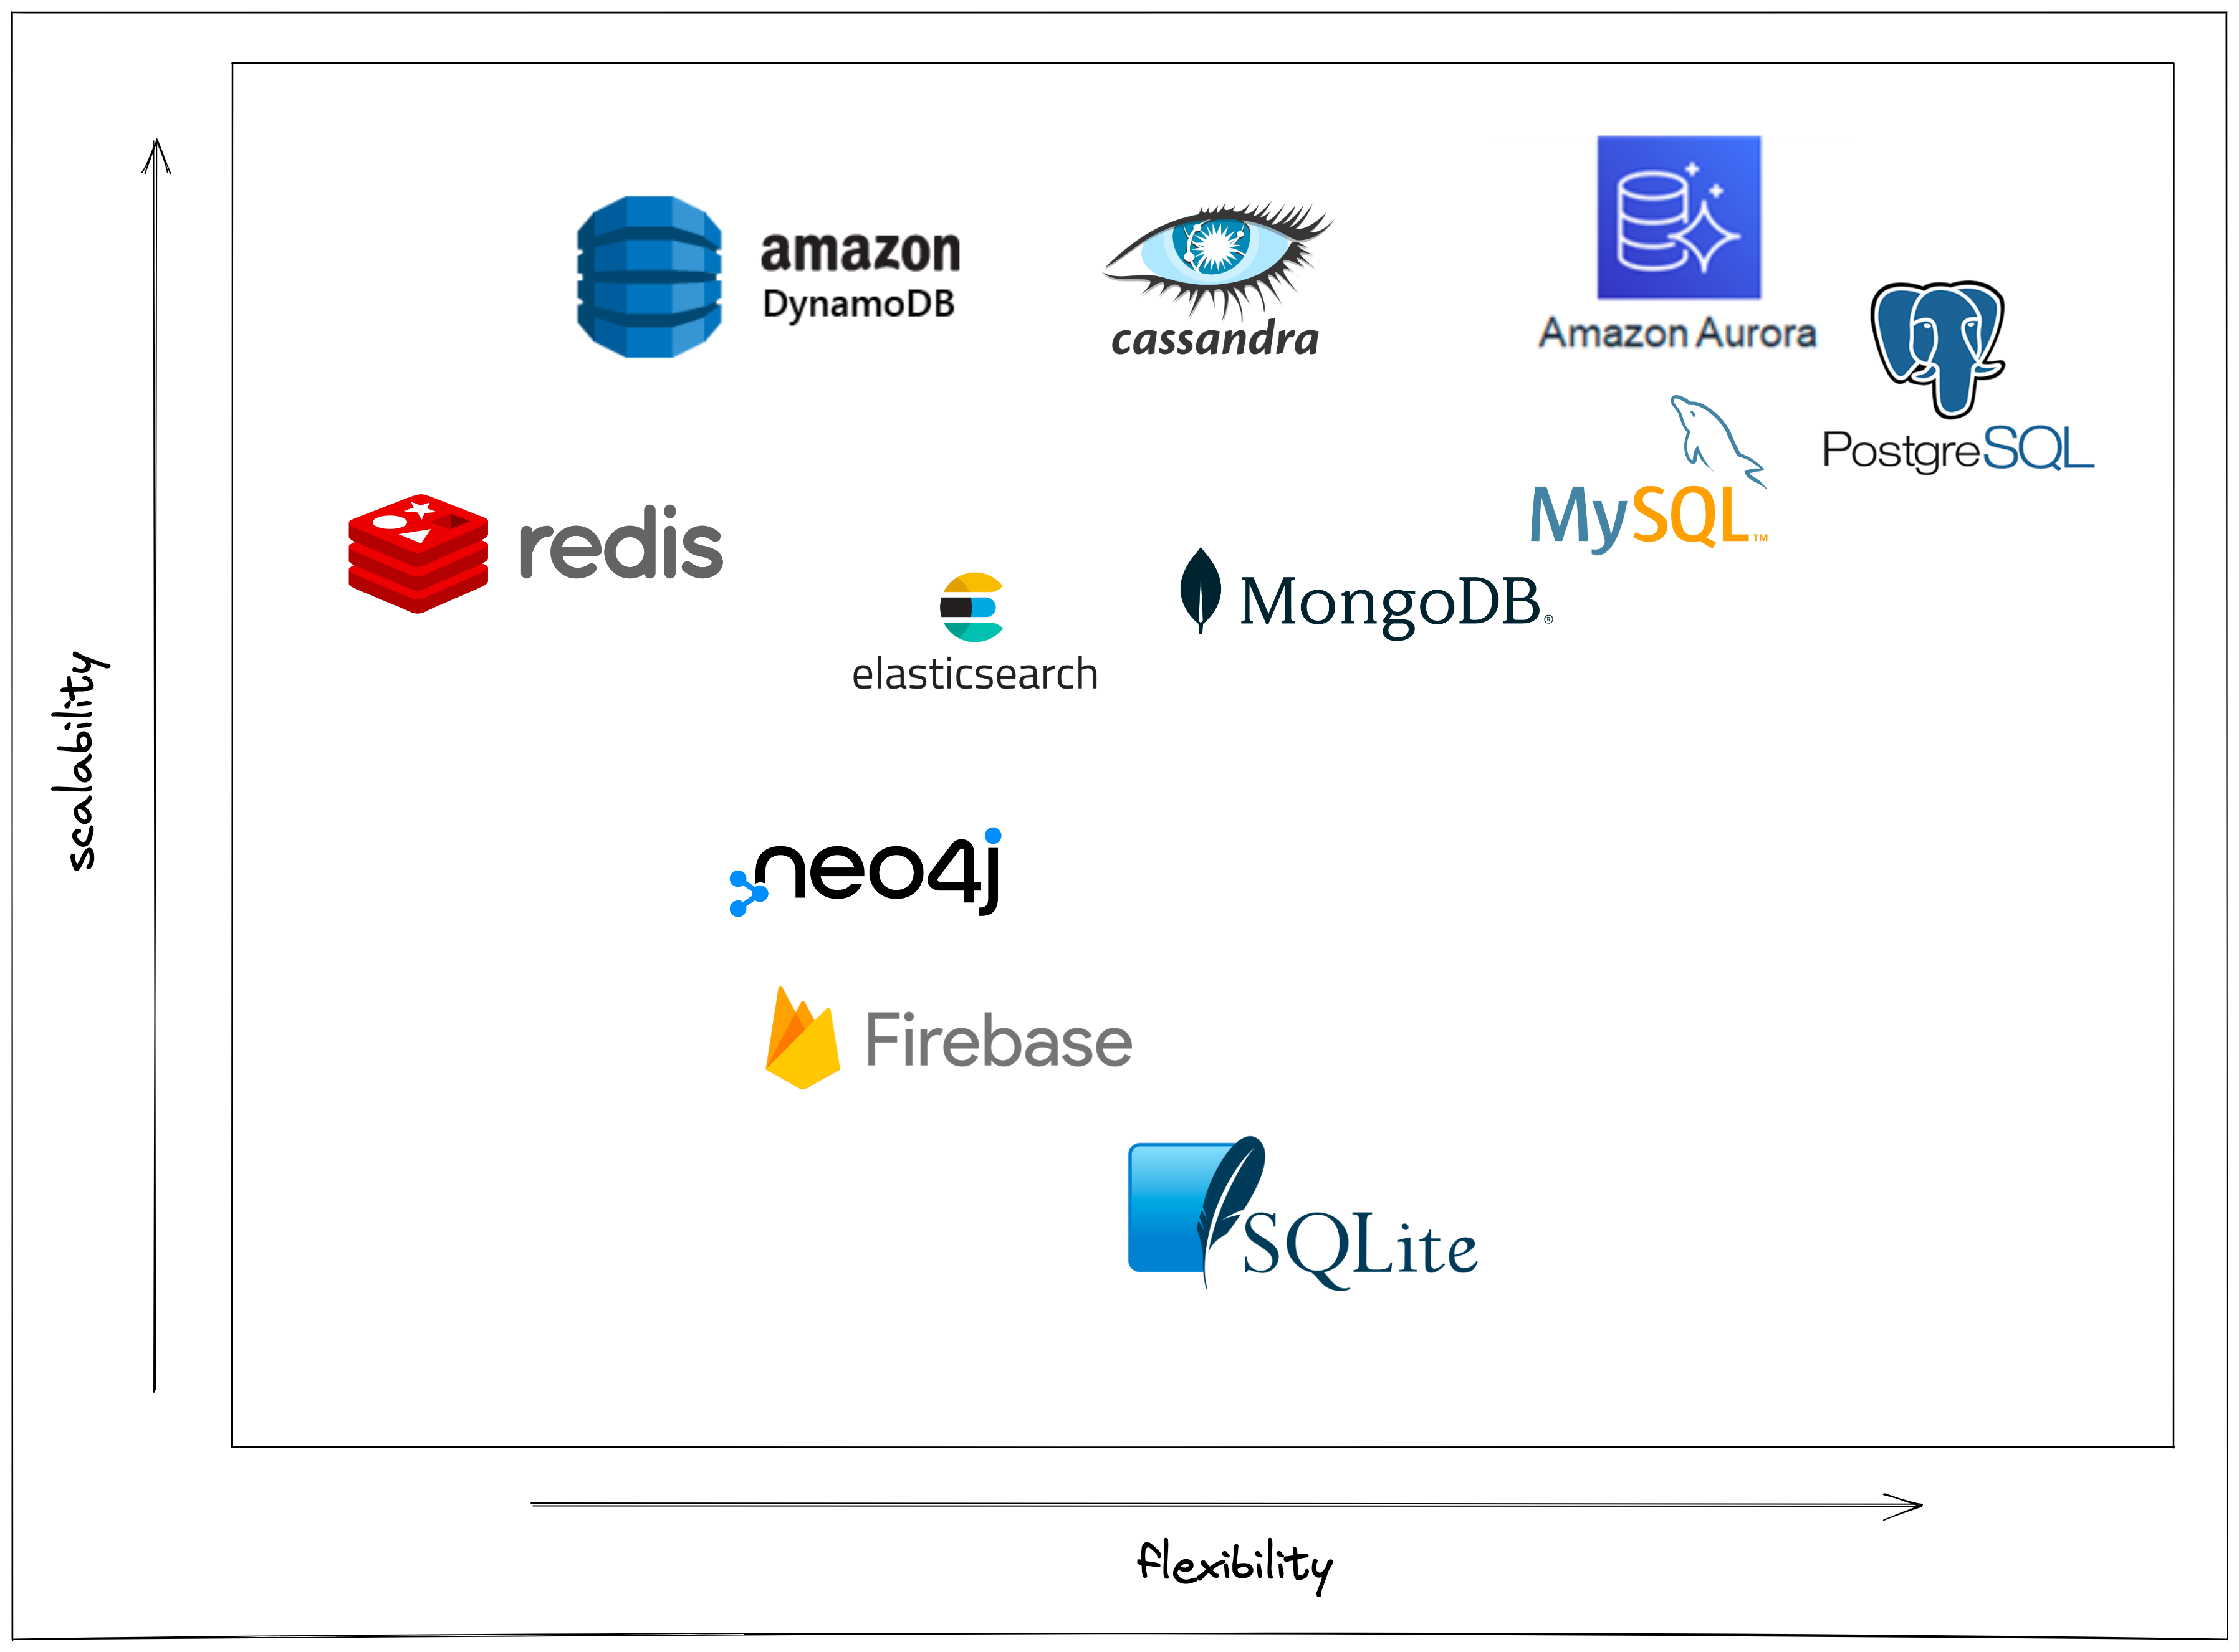 amazon
DynamoDB
cassandra
Amazon Aurora
PostgreSQL
MySQL™
redis
elasticsearch
MongoDB®
scalability
neo4j
Firebase
SQLite
flexibility